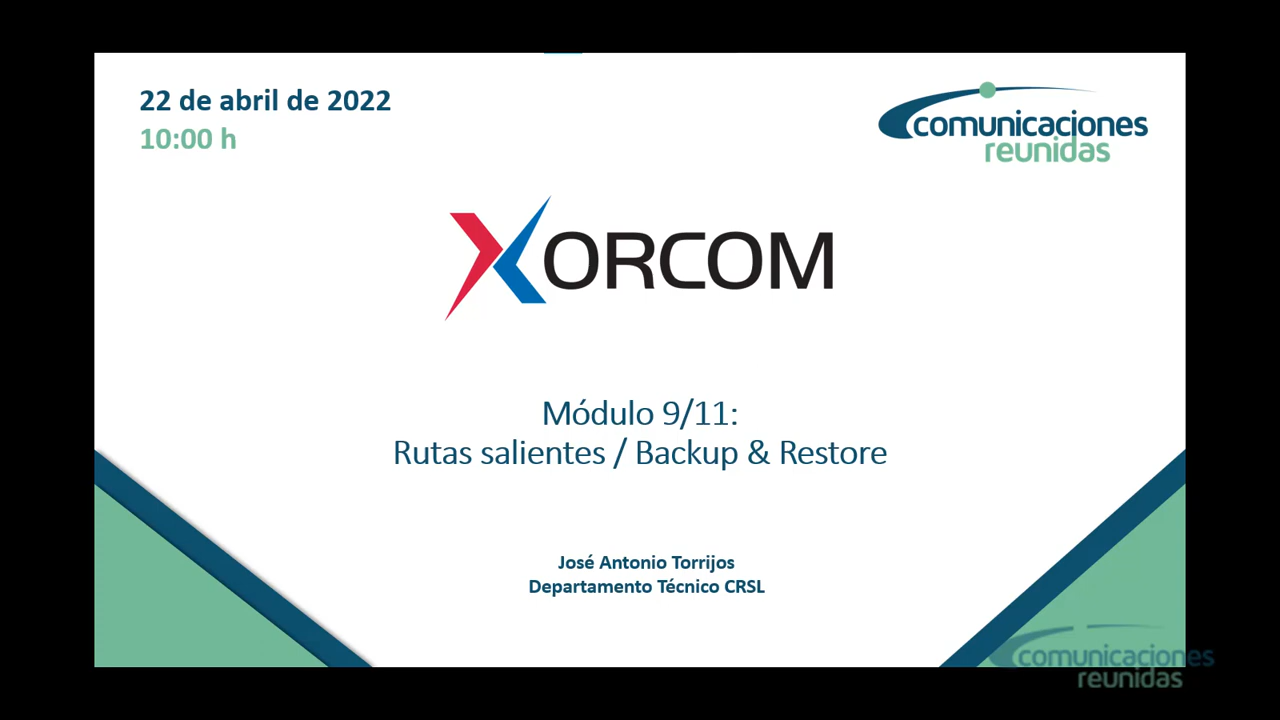 22 de abril de 2022
10:00 h
comunicaciones
reunidas
XORCOM
Módulo 9/11:
Rutas salientes / Backup & Restore
José Antonio Torrijos
Departamento Técnico CRSL
comunicaciones
reunidas